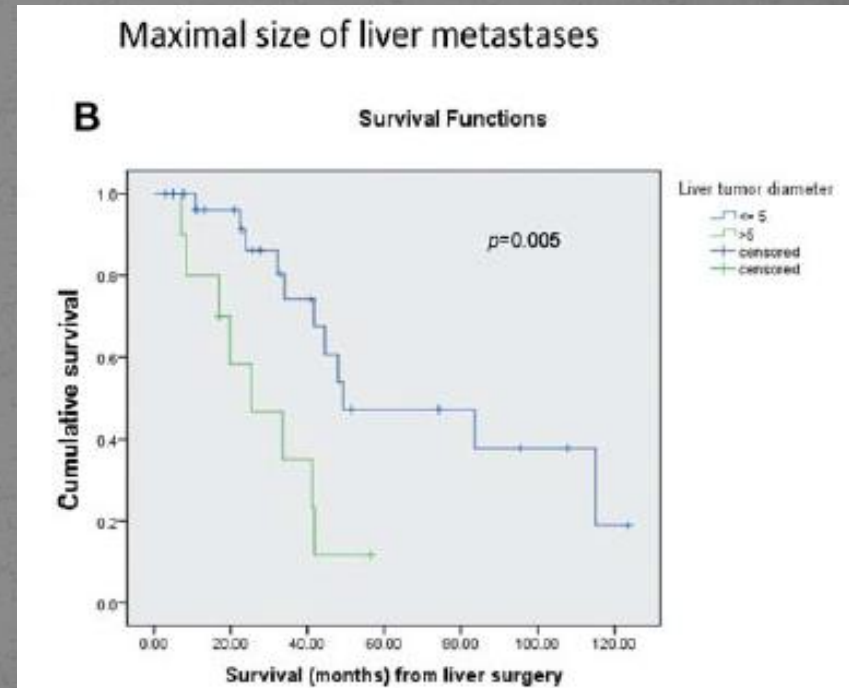 Maximal size of liver metastases
B
Survival Functions
Liver tumor diameter
<= 5
>5
censored
censored
p=0.005
Cumulative survival
1.0
0.8
0.6
0.4
0.2
0.0
0.00 20.00 40.00 60.00 80.00 100.00 120.00
Survival (months) from liver surgery